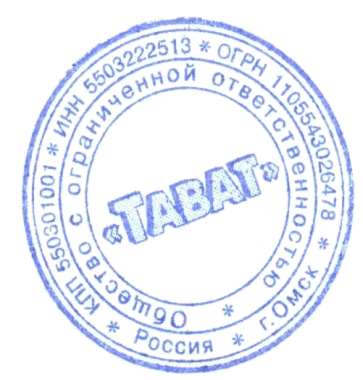 КПП 550301001 * ИНН 5503222513 * ОГРН 1105543026478 *
г.Омск * Россия *
Общество с ограниченной ответственностью *
«ТАВАТ»